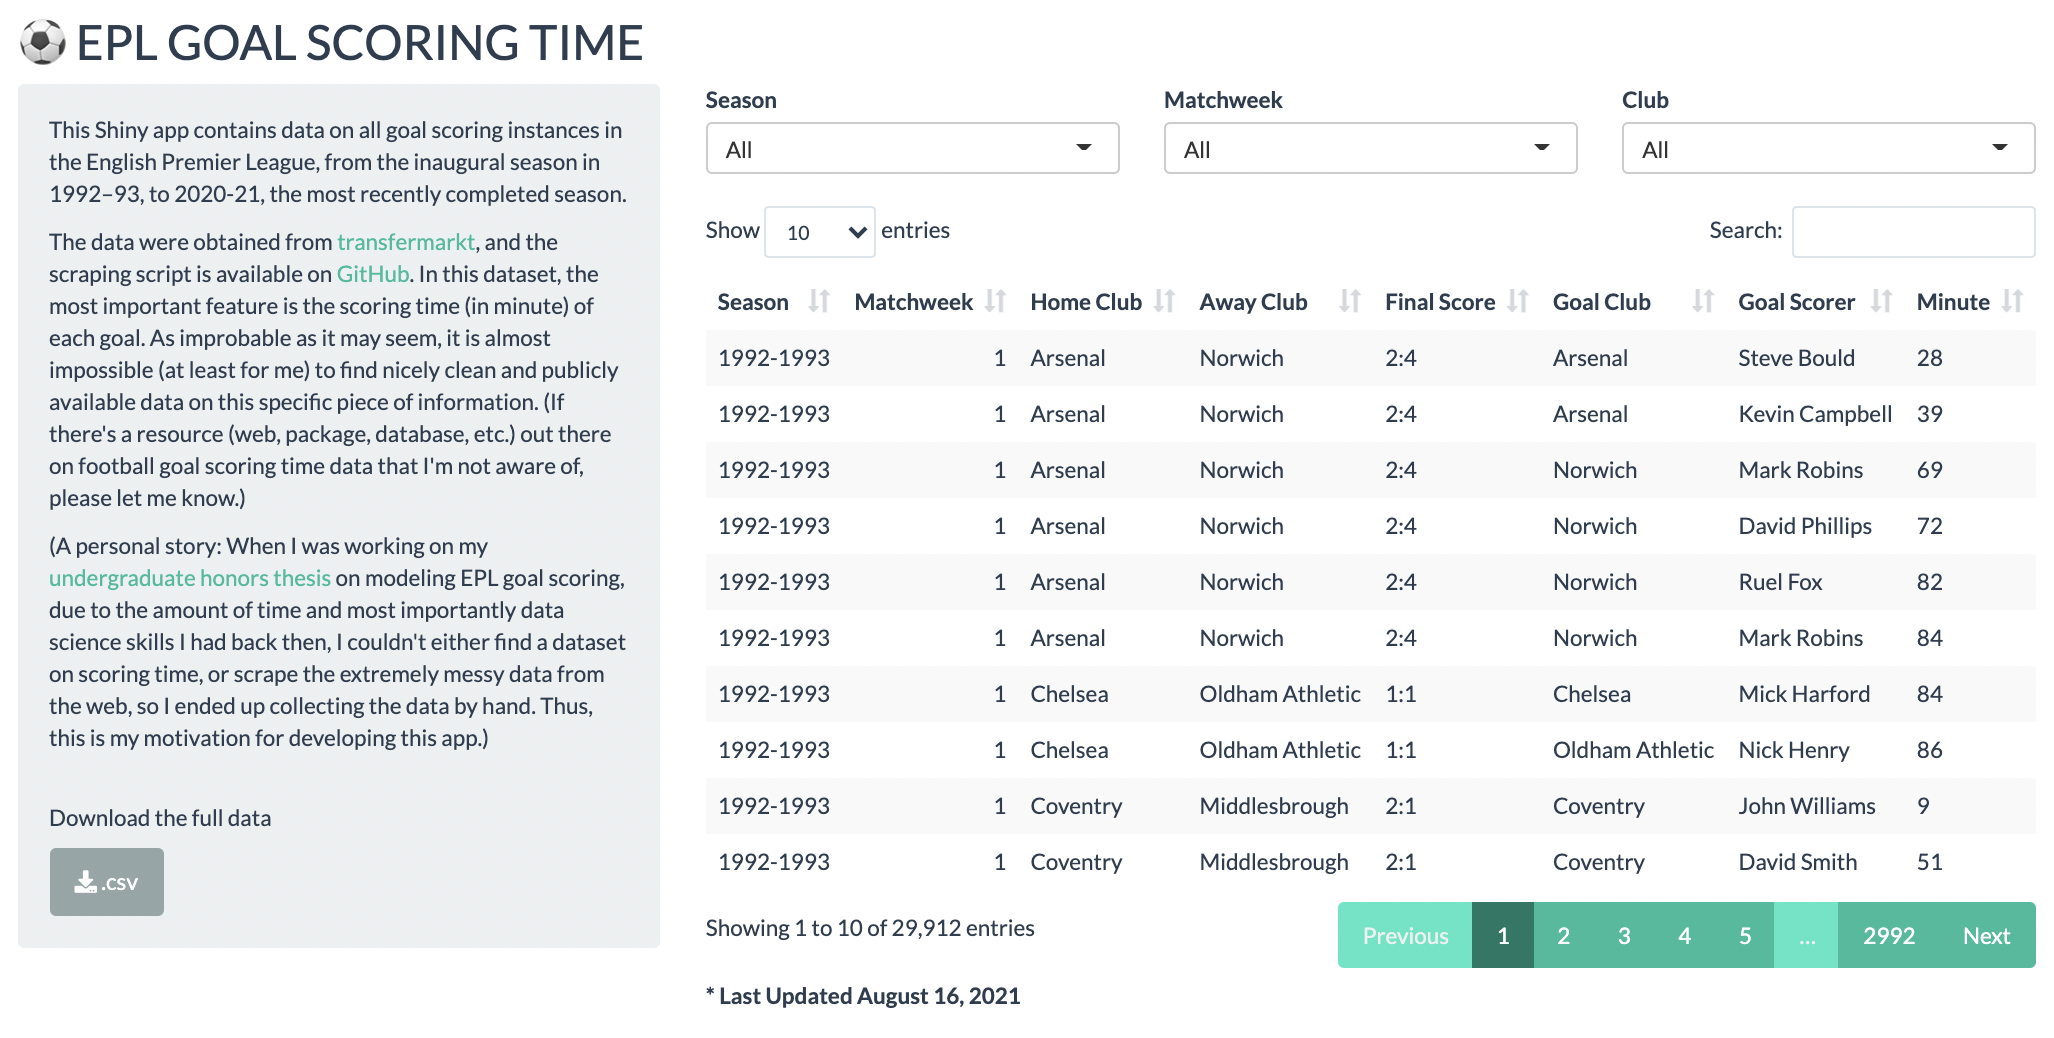 EPL GOAL SCORING TIME
This Shiny app contains data on all goal scoring instances in
the English Premier League, from the inaugural season in
1992–93, to 2020-21, the most recently completed season.
The data were obtained from transfermarkt, and the
scraping script is available on GitHub. In this dataset, the
most important feature is the scoring time (in minute) of
each goal. As improbable as it may seem, it is almost
impossible (at least for me) to find nicely clean and publicly
available data on this specific piece of information. (If
there's a resource (web, package, database, etc.) out there
on football goal scoring time data that I'm not aware of,
please let me know.)
(A personal story: When I was working on my
undergraduate honors thesis on modeling EPL goal scoring,
due to the amount of time and most importantly data
science skills I had back then, I couldn't either find a dataset
on scoring time, or scrape the extremely messy data from
the web, so I ended up collecting the data by hand. Thus,
this is my motivation for developing this app.)
Download the full data
.csv
Season Matchweek Club
All All All
Show 10 entries Search:
Season Matchweek Home Club Away Club Final Score Goal Club Goal Scorer Minute
1992-1993 1 Arsenal Norwich 2:4 Arsenal Steve Bould 28
1992-1993 1 Arsenal Norwich 2:4 Arsenal Kevin Campbell 39
1992-1993 1 Arsenal Norwich 2:4 Norwich Mark Robins 69
1992-1993 1 Arsenal Norwich 2:4 Norwich David Phillips 72
1992-1993 1 Arsenal Norwich 2:4 Norwich Ruel Fox 82
1992-1993 1 Arsenal Norwich 2:4 Norwich Mark Robins 84
1992-1993 1 Chelsea Oldham Athletic 1:1 Chelsea Mick Harford 84
1992-1993 1 Chelsea Oldham Athletic 1:1 Oldham Athletic Nick Henry 86
1992-1993 1 Coventry Middlesbrough 2:1 Coventry John Williams 9
1992-1993 1 Coventry Middlesbrough 2:1 Coventry David Smith 51
Showing 1 to 10 of 29,912 entries Previous 1 2 3 4 5 ... 2992 Next
* Last Updated August 16, 2021